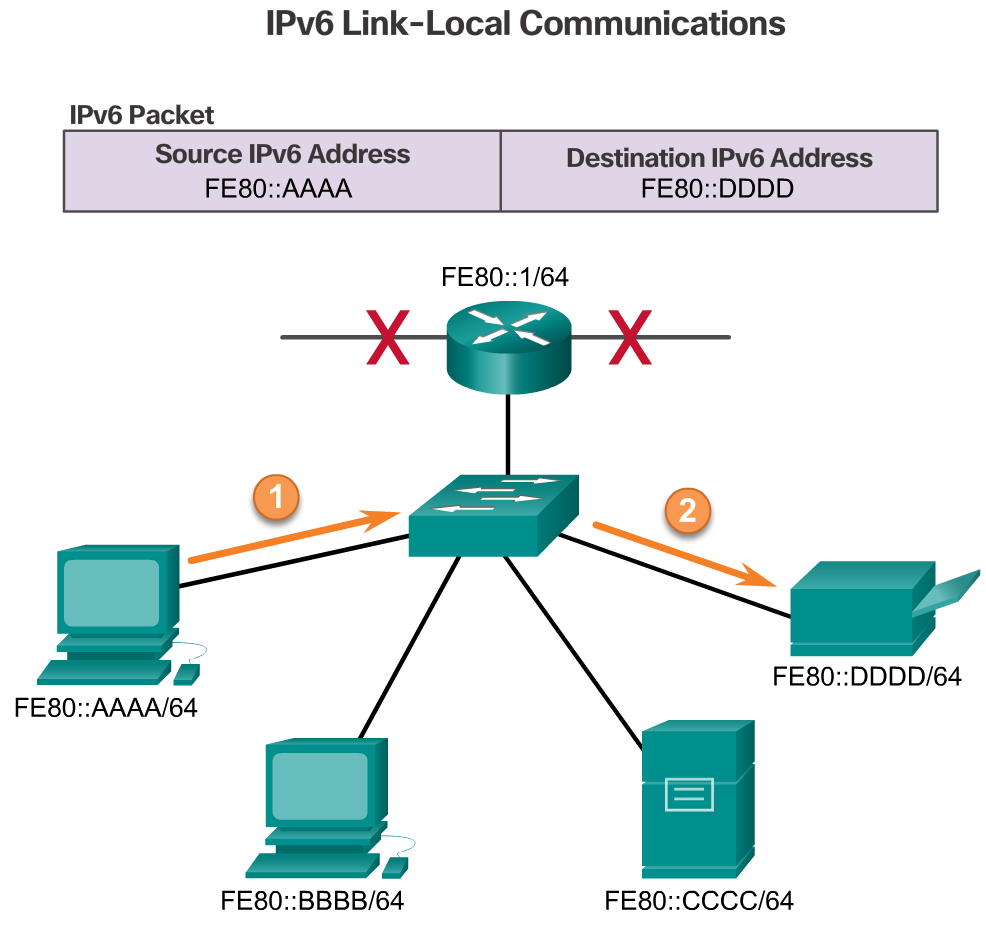 IPv6 Link-Local Communications
IPv6 Packet
Source IPv6 Address
FE80::AAAA
Destination IPv6 Address
FE80::DDDD
FE80::1/64
X
X
1
2
FE80::AAAA/64
FE80::DDDD/64
FE80::BBBB/64
FE80::CCCC/64